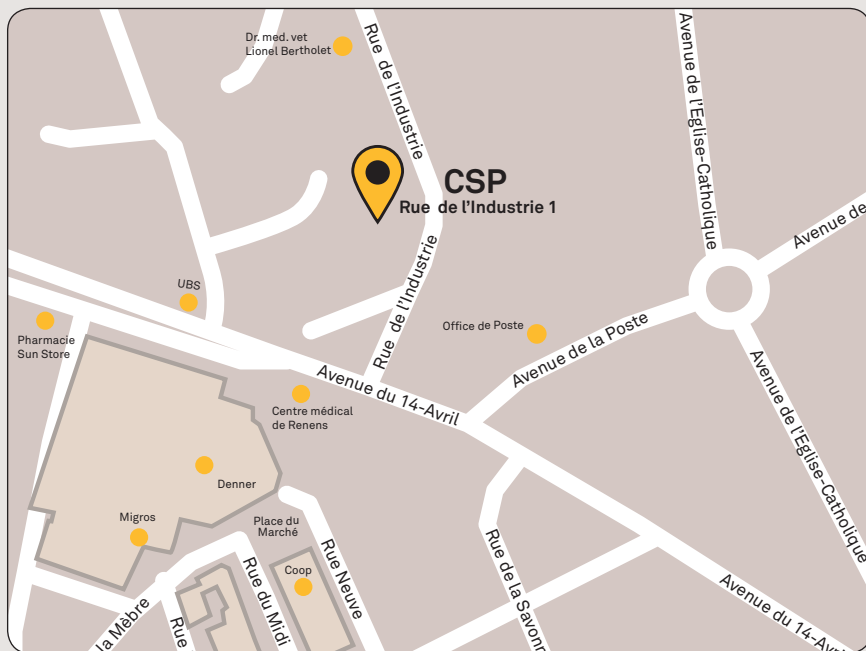 Dr. med. vet
Lionel Bertholet
Rue de l'Industrie
Avenue de l'Eglise-Catholique
CSP
Rue de l'Industrie 1
Avenue de
Rue de l'Industrie
UBS
Pharmacie
Sun Store
Office de Poste
Avenue de la Poste
Avenue du 14-Avril
Centre médical
de Renens
Avenue de l'Eglise-Catholique
Denner
Migros
Place du
Marché
Coop
Rue Neuve
Rue du Midi
Rue de la Savonn
Avenue du 14-Avril
la Mèbre
Rue